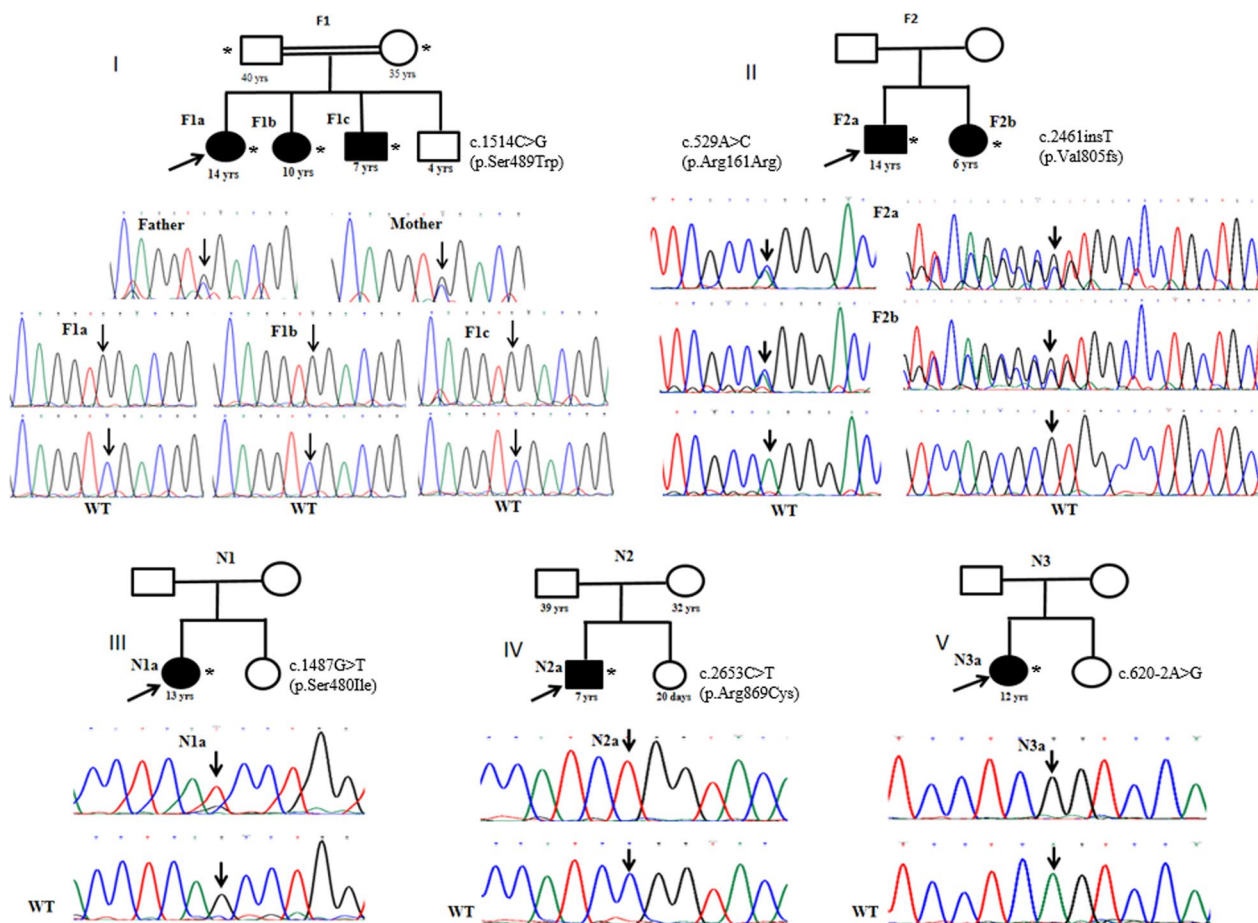 F1
I
*
*
40 yrs
35 yrs
F1a
F1b
F1c
*
*
*
14 yrs
10 yrs
7 yrs
4 yrs
c.1514C>G
(p.Ser489Trp)
Father
Mother
F1a
F1b
F1c
WT
WT
WT
F2
II
F2a
F2b
*
*
14 yrs
6 yrs
c.529A>C
(p.Arg161Arg)
c.2461insT
(p.Val805fs)
F2a
F2b
WT
WT
N1
III
N1a
*
13 yrs
c.1487G>T
(p.Ser480Ile)
N1a
WT
N2
39 yrs
32 yrs
IV
N2a
*
7 yrs
20 days
c.2653C>T
(p.Arg869Cys)
N2a
WT
N3
V
N3a
*
12 yrs
c.620-2A>G
N3a
WT